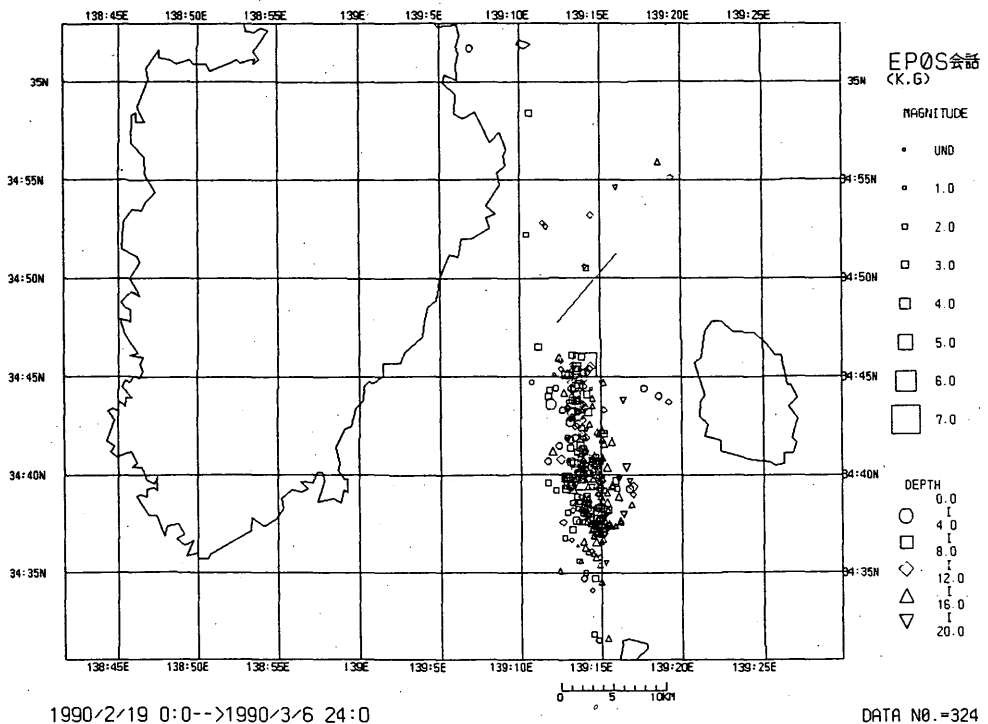 138:45E 138:50E 138:55E 139E 139:5E 139:10E 139:15E 139:20E 139:25E
35N 35N
34:55N 34:55N
34:50N 34:50N
34:45N 34:45N
34:40N 34:40N
34:35N 34:35N
138:45E 138:50E 138:55E 139E 139:5E 139:10E 139:15E 139:20E 139:25E
EPØS会話
(K.G)
MAGNITUDE
UND
1.0
2.0
3.0
4.0
5.0
6.0
7.0
DEPTH
0.0
I
4.0
I
8.0
I
12.0
I
16.0
I
20.0
0 5 10KM
1990/2/19 0:0-->1990/3/6 24:0
DATA NØ.=324